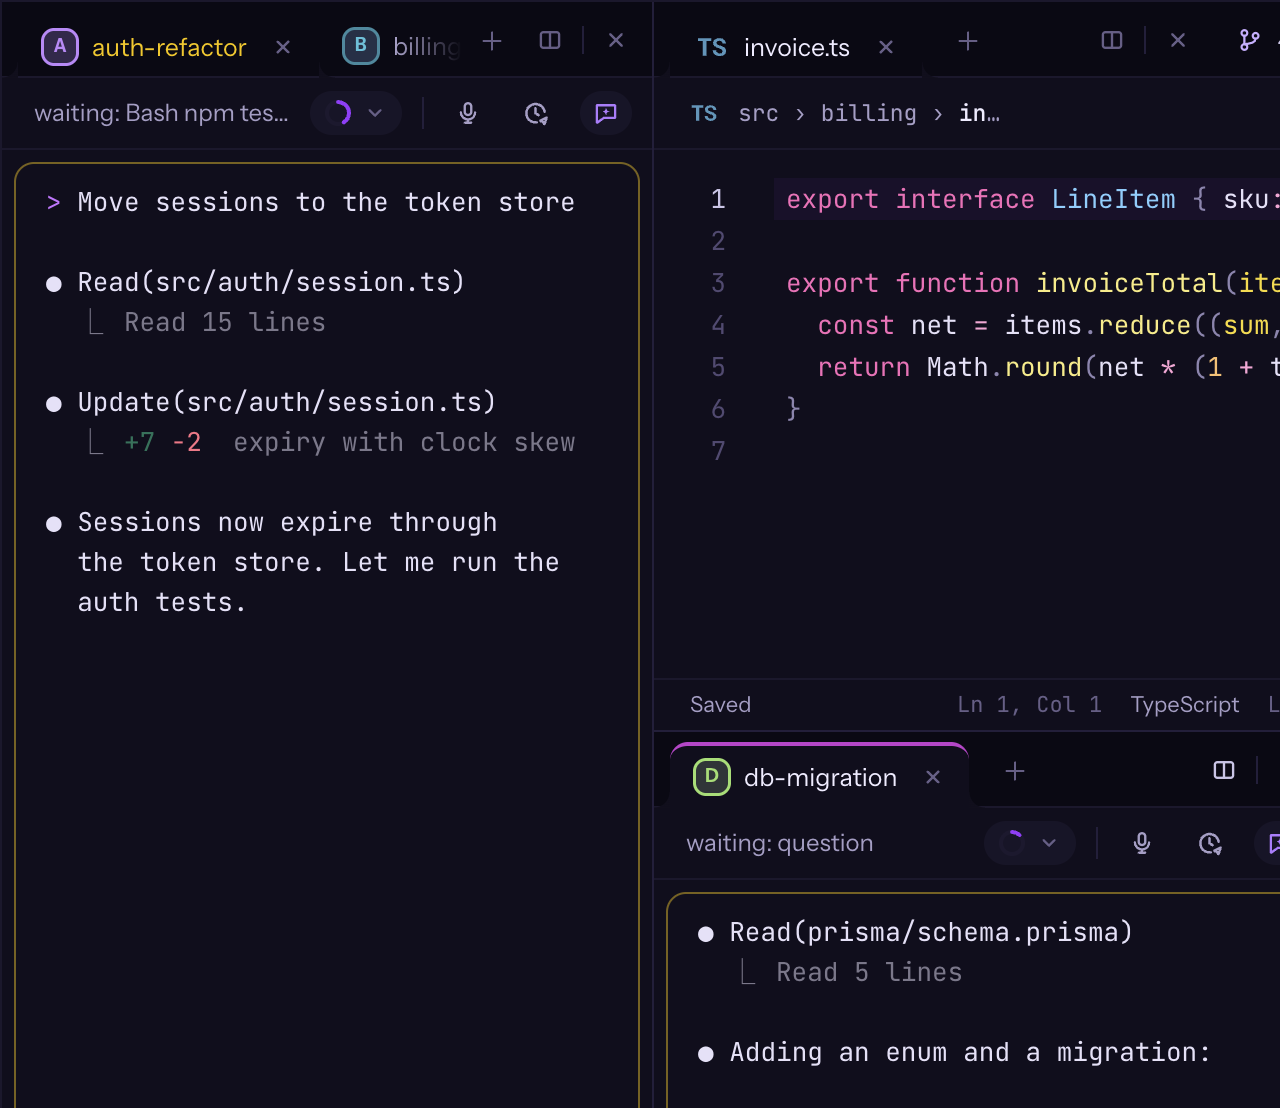 A auth-refactor
B billing
waiting: Bash npm tes...
> Move sessions to the token store
● Read(src/auth/session.ts)
⎿ Read 15 lines
● Update(src/auth/session.ts)
⎿ +7 -2 expiry with clock skew
● Sessions now expire through
the token store. Let me run the
auth tests.
TS invoice.ts
TS src › billing › in…
1 export interface LineItem { sku:
2
3 export function invoiceTotal(ite
4 const net = items.reduce((sum,
5 return Math.round(net * (1 + t
6 }
7
Saved Ln 1, Col 1 TypeScript L
D db-migration
waiting: question
● Read(prisma/schema.prisma)
⎿ Read 5 lines
● Adding an enum and a migration: